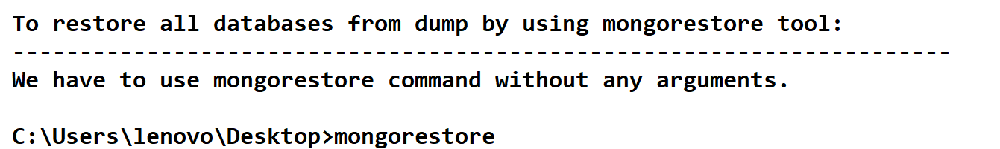 To restore all databases from dump by using mongorestore tool:
----------------------------------------------------------------------
We have to use mongorestore command without any arguments.
C:\Users\lenovo\Desktop>mongorestore